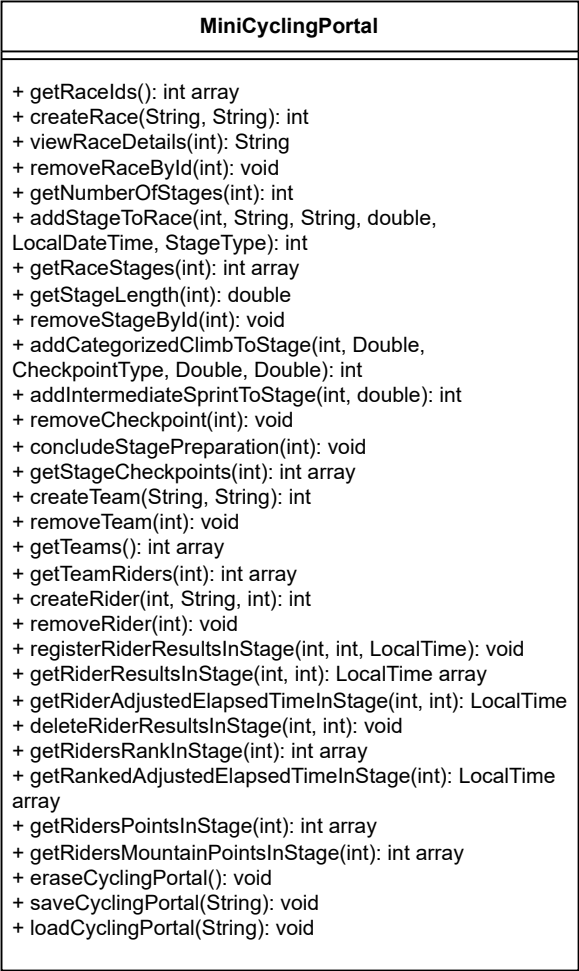 MiniCyclingPortal
+ getRaceIds(): int array
+ createRace(String, String): int
+ viewRaceDetails(int): String
+ removeRaceById(int): void
+ getNumberOfStages(int): int
+ addStageToRace(int, String, String, double,
LocalDateTime, StageType): int
+ getRaceStages(int): int array
+ getStageLength(int): double
+ removeStageById(int): void
+ addCategorizedClimbToStage(int, Double,
CheckpointType, Double, Double): int
+ addIntermediateSprintToStage(int, double): int
+ removeCheckpoint(int): void
+ concludeStagePreparation(int): void
+ getStageCheckpoints(int): int array
+ createTeam(String, String): int
+ removeTeam(int): void
+ getTeams(): int array
+ getTeamRiders(int): int array
+ createRider(int, String, int): int
+ removeRider(int): void
+ registerRiderResultsInStage(int, int, LocalTime): void
+ getRiderResultsInStage(int, int): LocalTime array
+ getRiderAdjustedElapsedTimeInStage(int, int): LocalTime
+ deleteRiderResultsInStage(int, int): void
+ getRidersRankInStage(int): int array
+ getRankedAdjustedElapsedTimeInStage(int): LocalTime
array
+ getRidersPointsInStage(int): int array
+ getRidersMountainPointsInStage(int): int array
+ eraseCyclingPortal(): void
+ saveCyclingPortal(String): void
+ loadCyclingPortal(String): void